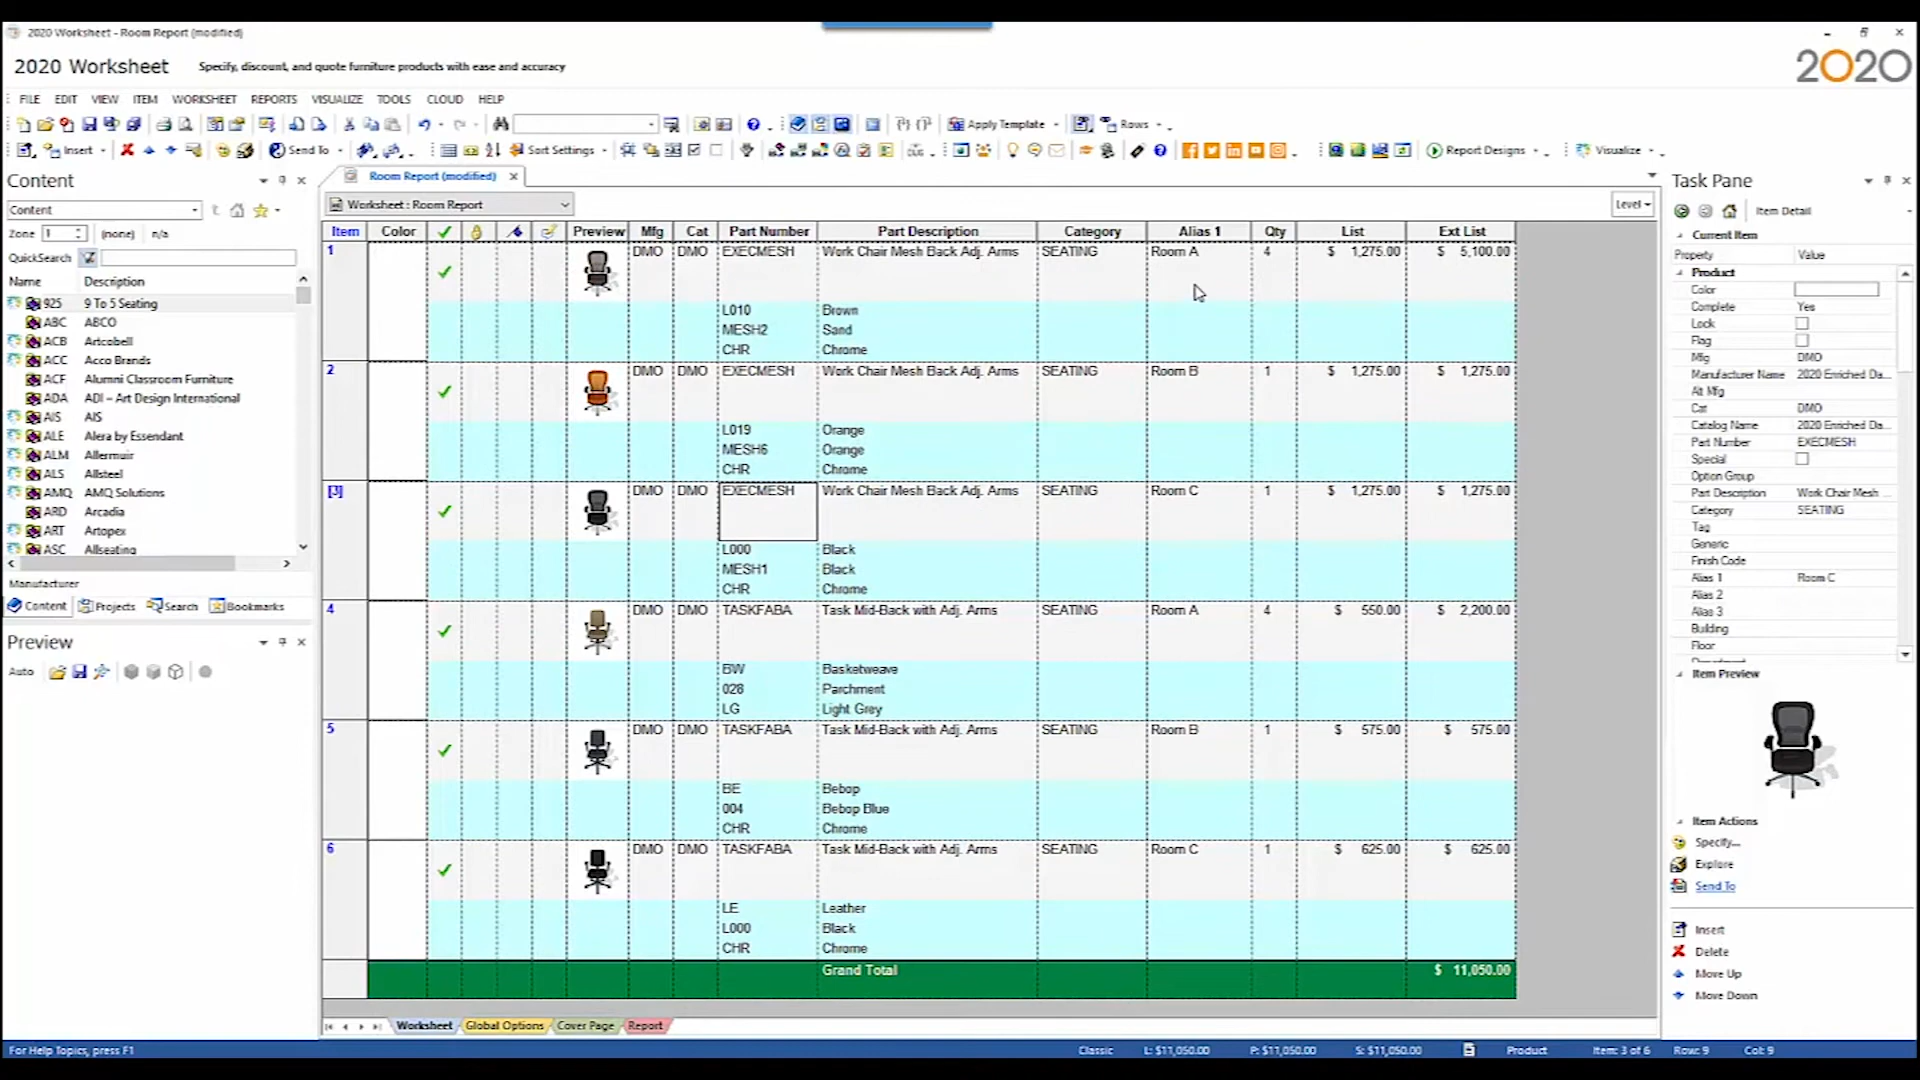 2020 Worksheet - Room Report (modified)
2020 Worksheet Specify, discount, and quote furniture products with ease and accuracy
2020
FILE EDIT VIEW ITEM WORKSHEET REPORTS VISUALIZE TOOLS CLOUD HELP
Apply Template Rows
Insert Send To Sort Settings Report Designs Visualize
Content
Content
Zone 1 (none) n/a
QuickSearch
Name Description
925 9 To 5 Seating
ABC ABCO
ACB Artcobell
ACC Acco Brands
ACF Alumni Classroom Furniture
ADA ADI – Art Design International
AIS AIS
ALE Alera by Essendant
ALM Allermuir
ALS Allsteel
AMQ AMQ Solutions
ARD Arcadia
ART Artopex
ASC Allseating
Manufacturer
Content Projects Search Bookmarks
Preview
Auto
Room Report (modified)
Worksheet : Room Report
Level
Item Color Preview Mfg Cat Part Number Part Description Category Alias 1 Qty List Ext List
1 DMO DMO EXECMESH Work Chair Mesh Back Adj. Arms SEATING Room A 4 $ 1,275.00 $ 5,100.00
L010 Brown
MESH2 Sand
CHR Chrome
2 DMO DMO EXECMESH Work Chair Mesh Back Adj. Arms SEATING Room B 1 $ 1,275.00 $ 1,275.00
L019 Orange
MESH6 Orange
CHR Chrome
[3] DMO DMO EXECMESH Work Chair Mesh Back Adj. Arms SEATING Room C 1 $ 1,275.00 $ 1,275.00
L000 Black
MESH1 Black
CHR Chrome
4 DMO DMO TASKFABA Task Mid-Back with Adj. Arms SEATING Room A 4 $ 550.00 $ 2,200.00
BW Basketweave
028 Parchment
LG Light Grey
5 DMO DMO TASKFABA Task Mid-Back with Adj. Arms SEATING Room B 1 $ 575.00 $ 575.00
BE Bebop
004 Bebop Blue
CHR Chrome
6 DMO DMO TASKFABA Task Mid-Back with Adj. Arms SEATING Room C 1 $ 625.00 $ 625.00
LE Leather
L000 Black
CHR Chrome
Grand Total $ 11,050.00
Worksheet Global Options Cover Page Report
Task Pane
Item Detail
Current Item
Property Value
Product
Color
Complete Yes
Lock
Flag
Mfg DMO
Manufacturer Name 2020 Enriched Da...
Alt Mfg
Cat DMO
Catalog Name 2020 Enriched Da...
Part Number EXECMESH
Special
Option Group
Part Description Work Chair Mesh ...
Category SEATING
Tag
Generic
Finish Code
Alias 1 Room C
Alias 2
Alias 3
Building
Floor
Item Preview
Item Actions
Specify...
Explore
Send To
Insert
Delete
Move Up
Move Down
For Help Topics, press F1 Classic L: $11,050.00 P: $11,050.00 S: $11,050.00 Product Item: 3 of 6 Row: 9 Col: 9